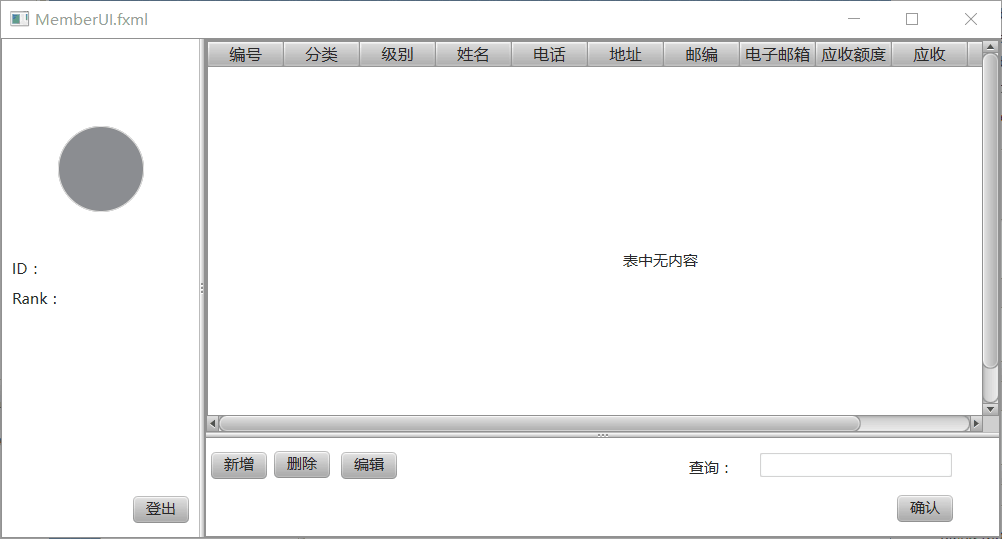 MemberUI.fxml
编号 分类 级别 姓名 电话 地址 邮编 电子邮箱 应收额度 应收
表中无内容
ID：
Rank：
新增 删除 编辑 查询：
登出 确认